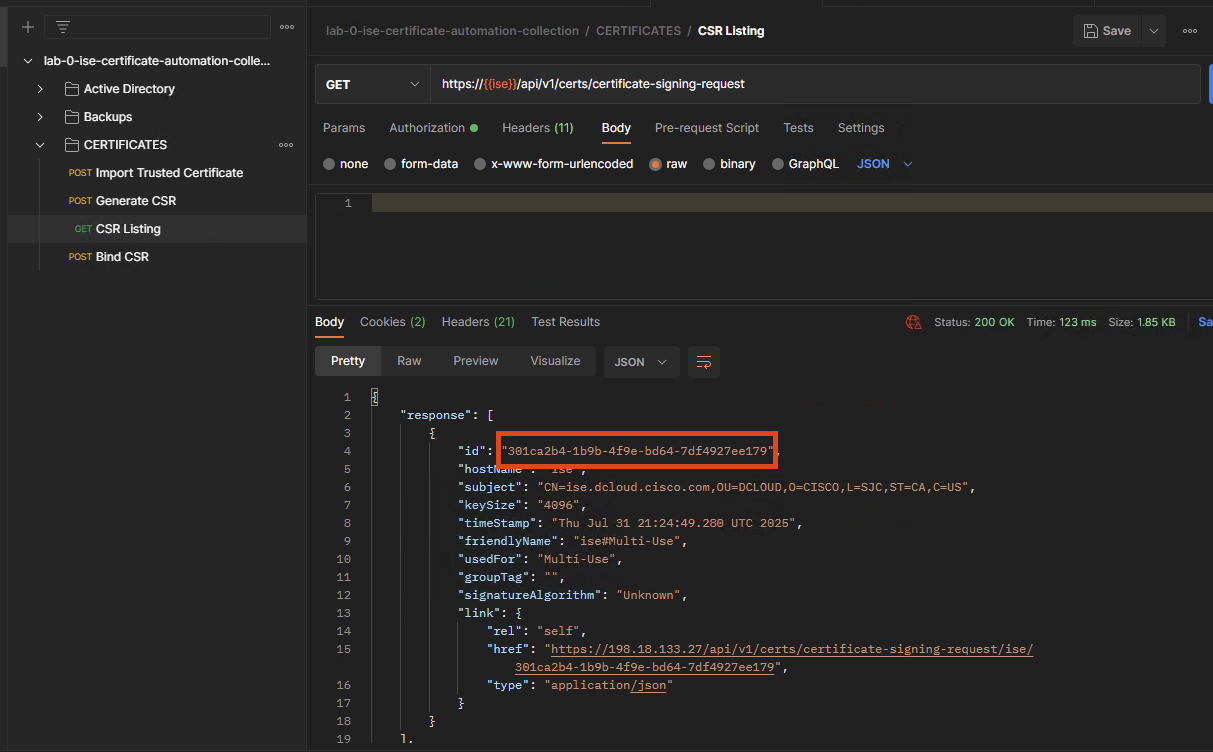 lab-0-ise-certificate-automation-colle...
Active Directory
Backups
CERTIFICATES
POST Import Trusted Certificate
POST Generate CSR
GET CSR Listing
POST Bind CSR
lab-0-ise-certificate-automation-collection / CERTIFICATES / CSR Listing
Save
GET
https://{{ise}}/api/v1/certs/certificate-signing-request
Params Authorization Headers (11) Body Pre-request Script Tests Settings
none form-data x-www-form-urlencoded raw binary GraphQL JSON
1
Body Cookies (2) Headers (21) Test Results
Status: 200 OK Time: 123 ms Size: 1.85 KB Sa
Pretty Raw Preview Visualize JSON
1 {
2 "response": [
3 {
4 "id": "301ca2b4-1b9b-4f9e-bd64-7df4927ee179",
5 "hostName": "ise",
6 "subject": "CN=ise.dcloud.cisco.com,OU=DCLOUD,O=CISCO,L=SJC,ST=CA,C=US",
7 "keySize": "4096",
8 "timeStamp": "Thu Jul 31 21:24:49.280 UTC 2025",
9 "friendlyName": "ise#Multi-Use",
10 "usedFor": "Multi-Use",
11 "groupTag": "",
12 "signatureAlgorithm": "Unknown",
13 "link": {
14 "rel": "self",
15 "href": "https://198.18.133.27/api/v1/certs/certificate-signing-request/ise/
301ca2b4-1b9b-4f9e-bd64-7df4927ee179",
16 "type": "application/json"
17 }
18 }
19 ],